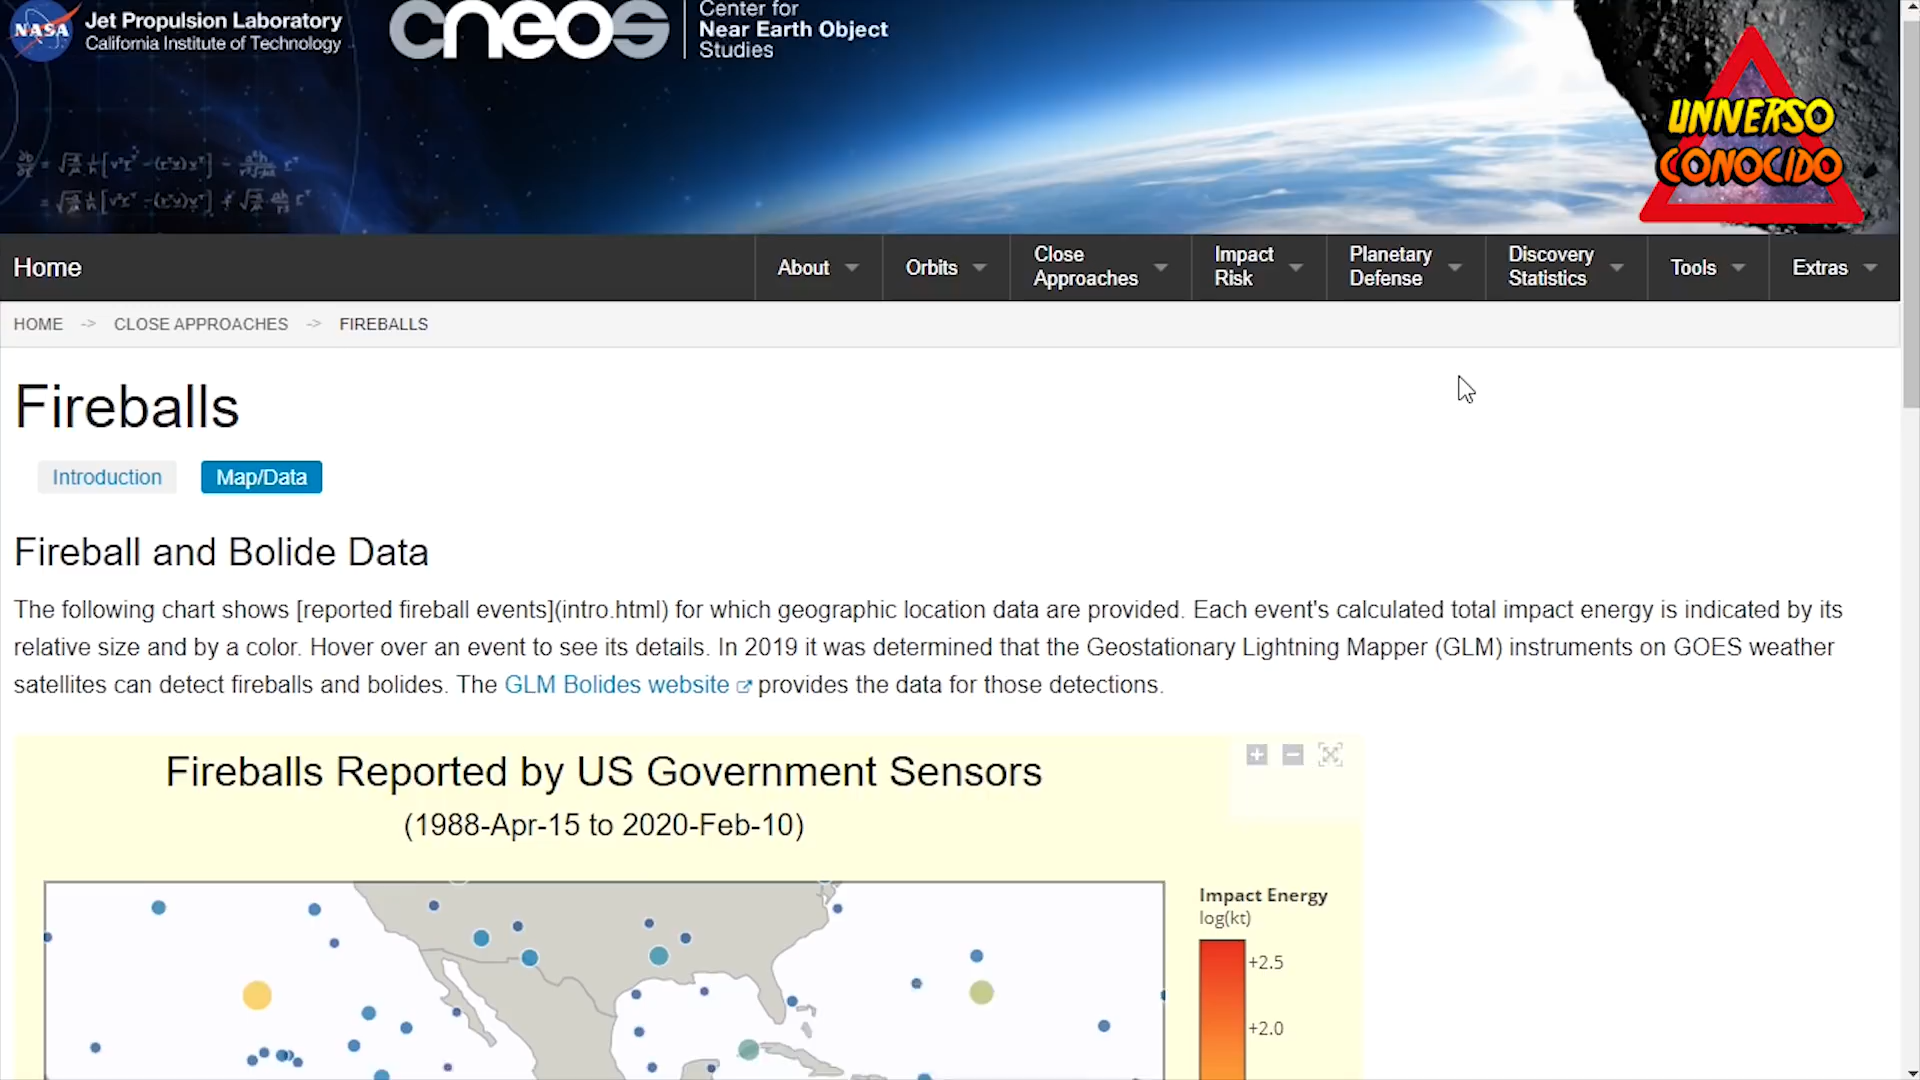 NASA
Jet Propulsion Laboratory
California Institute of Technology
cneos
Center for
Near Earth Object
Studies
UNIVERSO
CONOCIDO
Home
About
Orbits
Close
Approaches
Impact
Risk
Planetary
Defense
Discovery
Statistics
Tools
Extras
HOME -> CLOSE APPROACHES -> FIREBALLS
Fireballs
Introduction
Map/Data
Fireball and Bolide Data
The following chart shows [reported fireball events](intro.html) for which geographic location data are provided. Each event's calculated total impact energy is indicated by its
relative size and by a color. Hover over an event to see its details. In 2019 it was determined that the Geostationary Lightning Mapper (GLM) instruments on GOES weather
satellites can detect fireballs and bolides. The GLM Bolides website provides the data for those detections.
Fireballs Reported by US Government Sensors
(1988-Apr-15 to 2020-Feb-10)
Impact Energy
log(kt)
+2.5
+2.0